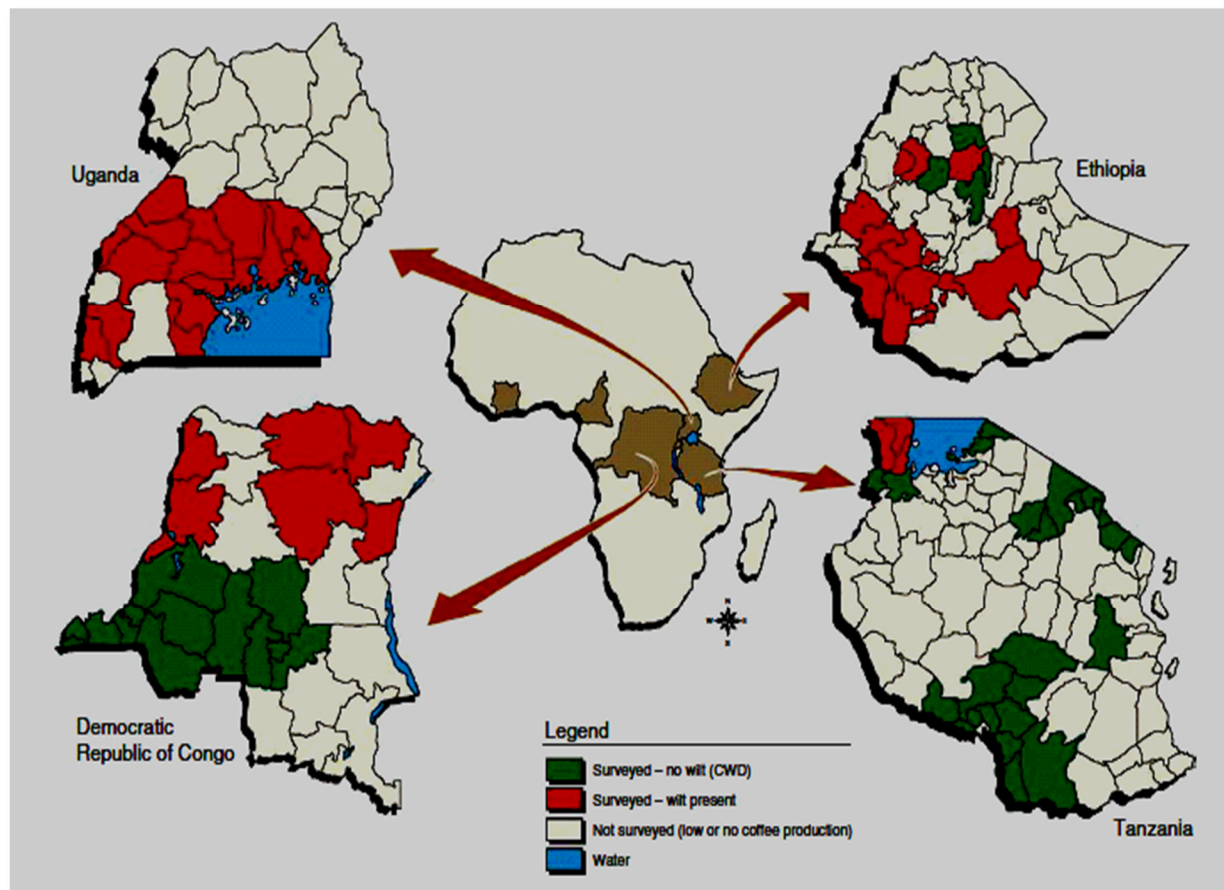 Uganda
Ethiopia
Democratic
Republic of Congo
Legend
Surveyed – no wilt (CWD)
Surveyed – wilt present
Not surveyed (low or no coffee production)
Water
Tanzania